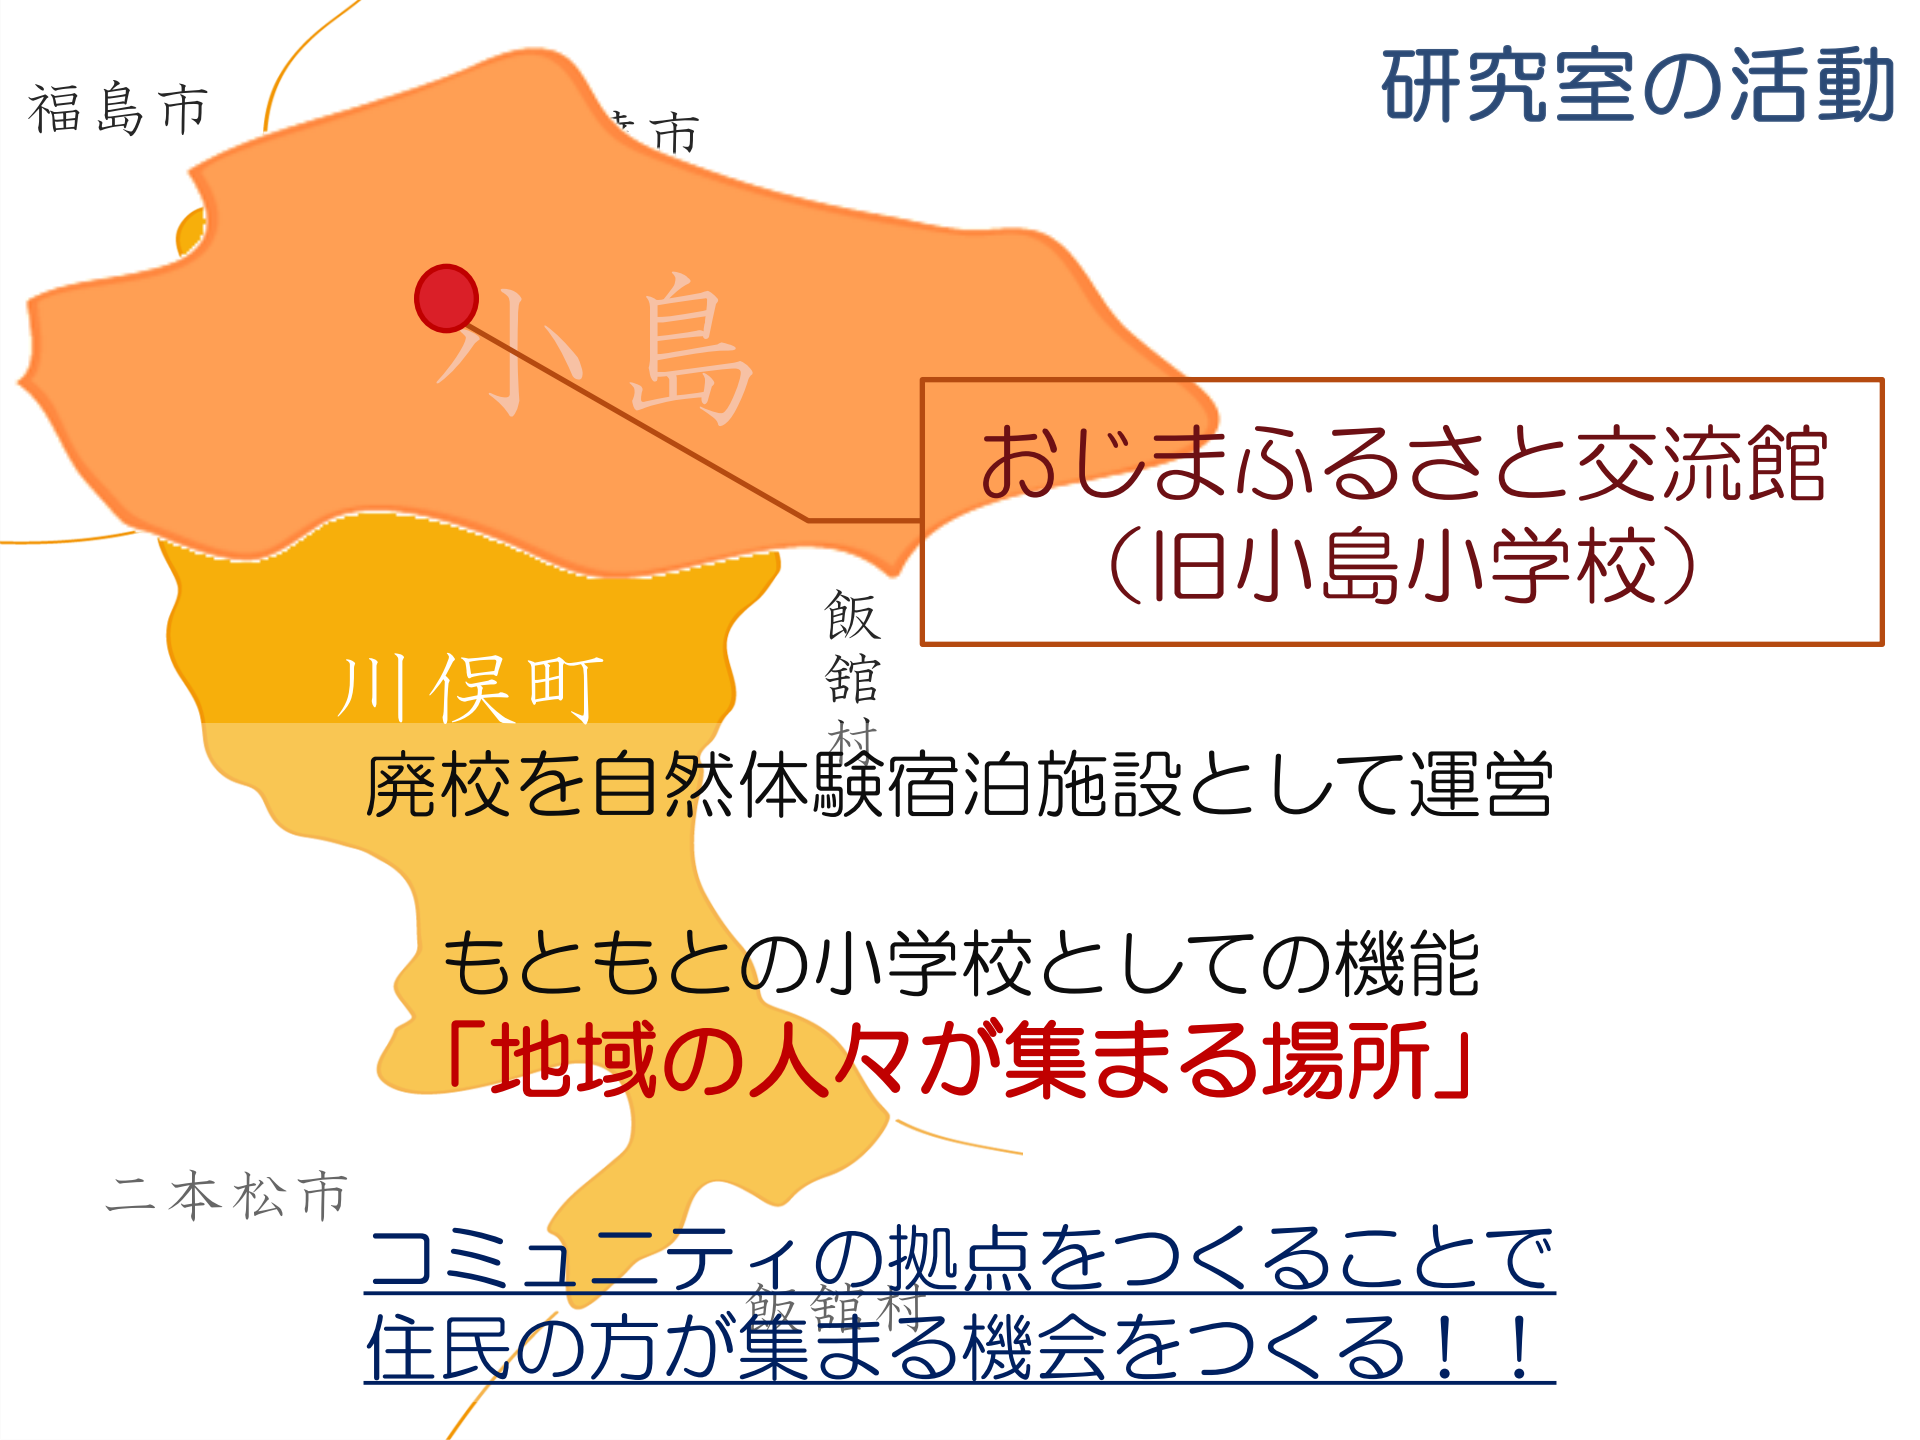 研究室の活動
福島市
市
小島
おじまふるさと交流館
（旧小島小学校）
川俣町
飯舘村
廃校を自然体験宿泊施設として運営
もともとの小学校としての機能
「地域の人々が集まる場所」
二本松市
コミュニティの拠点をつくることで
飯舘村
住民の方が集まる機会をつくる！！